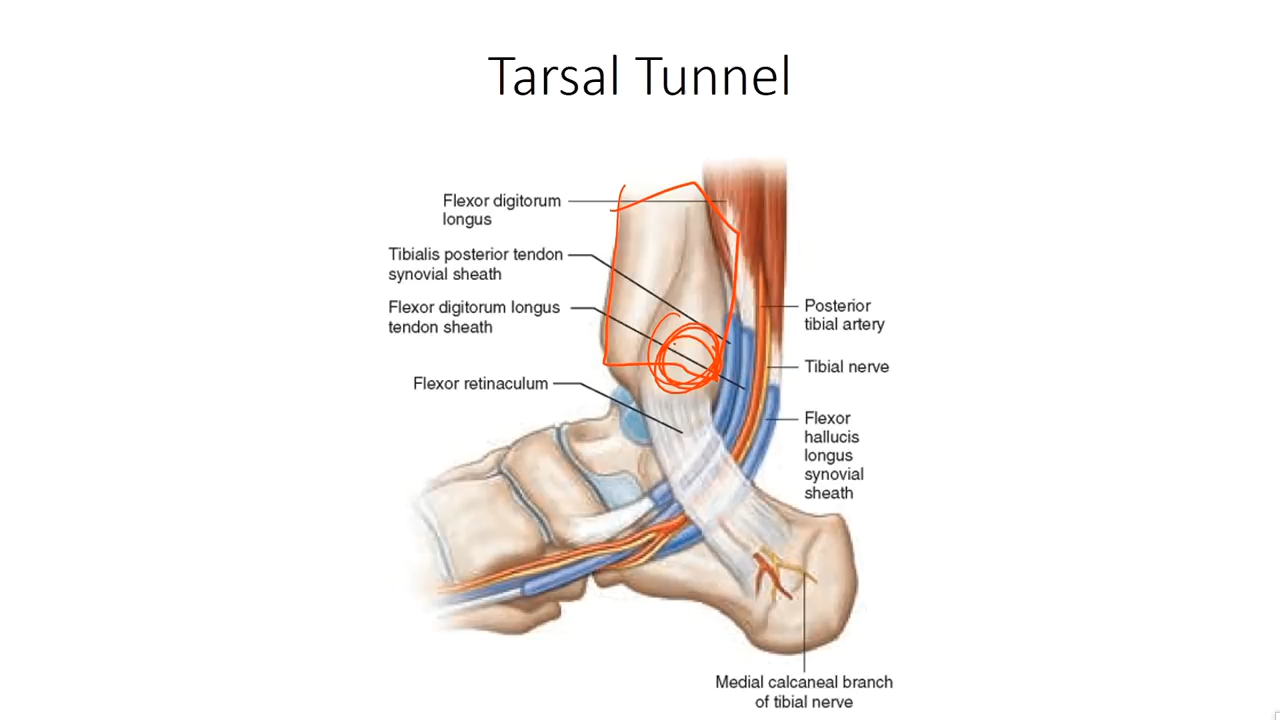 Tarsal Tunnel
Flexor digitorum
longus
Tibialis posterior tendon
synovial sheath
Flexor digitorum longus
tendon sheath
Flexor retinaculum
Posterior
tibial artery
Tibial nerve
Flexor
hallucis
longus
synovial
sheath
Medial calcaneal branch
of tibial nerve